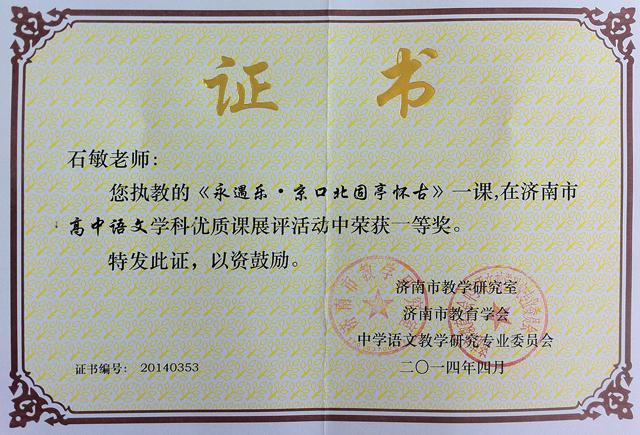 证书
石敏老师:
您执教的《永遇乐·京口北固亭怀古》一课,在济南市
高中语文学科优质课展评活动中荣获一等奖。
特发此证，以资鼓励。
济南市教学研究室
济南市教育学会
中学语文教学研究专业委员会
证书编号: 20140353
二〇一四年四月